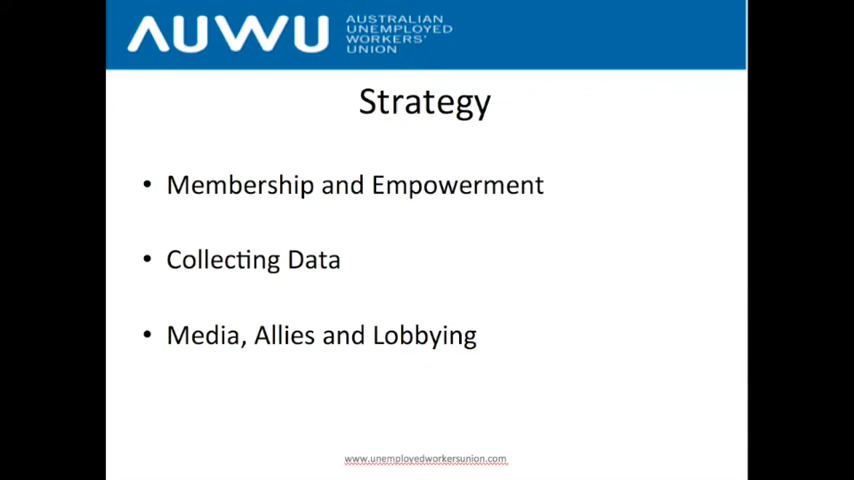 AUWU
AUSTRALIAN
UNEMPLOYED
WORKERS'
UNION
Strategy
• Membership and Empowerment
• Collecting Data
• Media, Allies and Lobbying
www.unemployedworkersunion.com